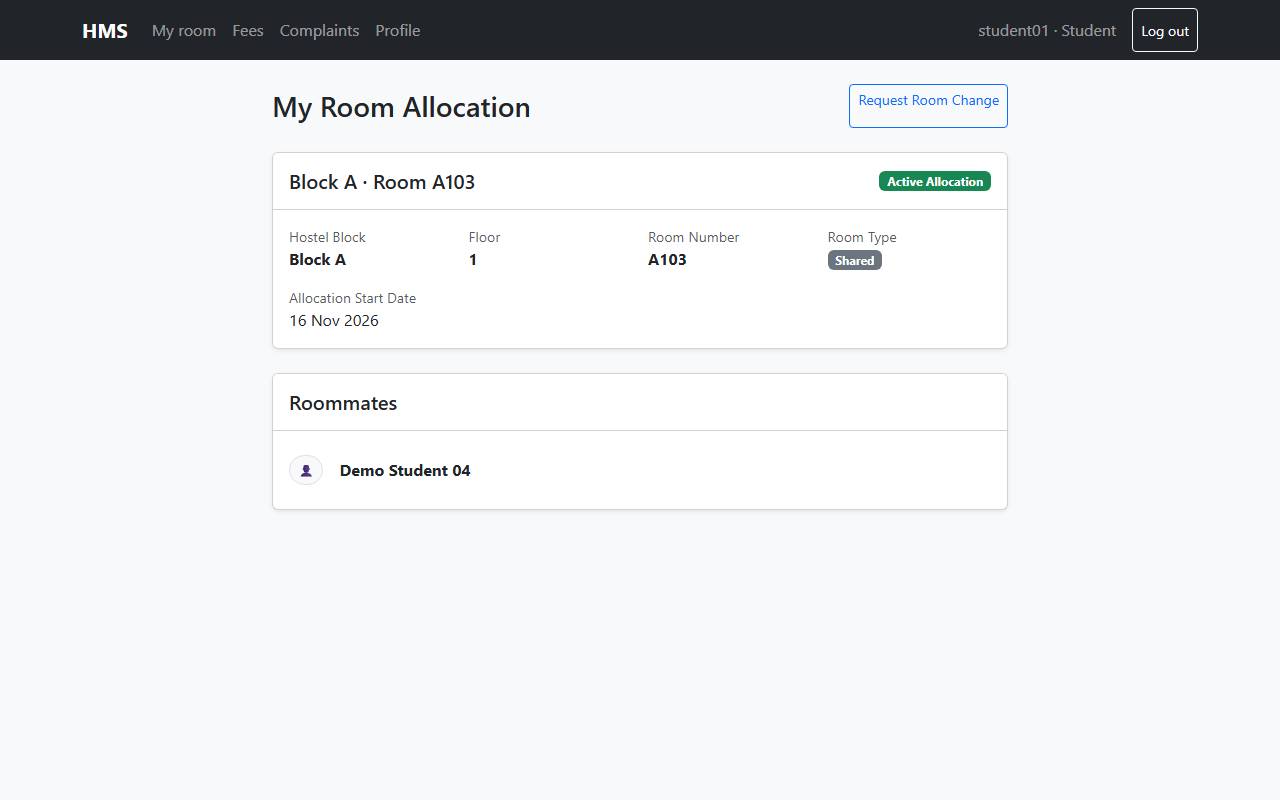 HMS My room Fees Complaints Profile student01 · Student Log out
My Room Allocation Request Room Change
Block A · Room A103 Active Allocation
Hostel Block Floor Room Number Room Type
Block A 1 A103 Shared
Allocation Start Date
16 Nov 2026
Roommates
Demo Student 04